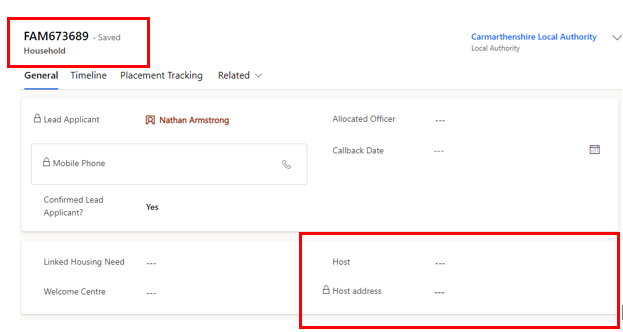 FAM673689 - Saved
Household
Carmarthenshire Local Authority
Local Authority
General Timeline Placement Tracking Related
Lead Applicant Nathan Armstrong
Allocated Officer ---
Mobile Phone
Callback Date ---
Confirmed Lead
Applicant? Yes
Linked Housing Need ---
Host ---
Welcome Centre ---
Host address ---